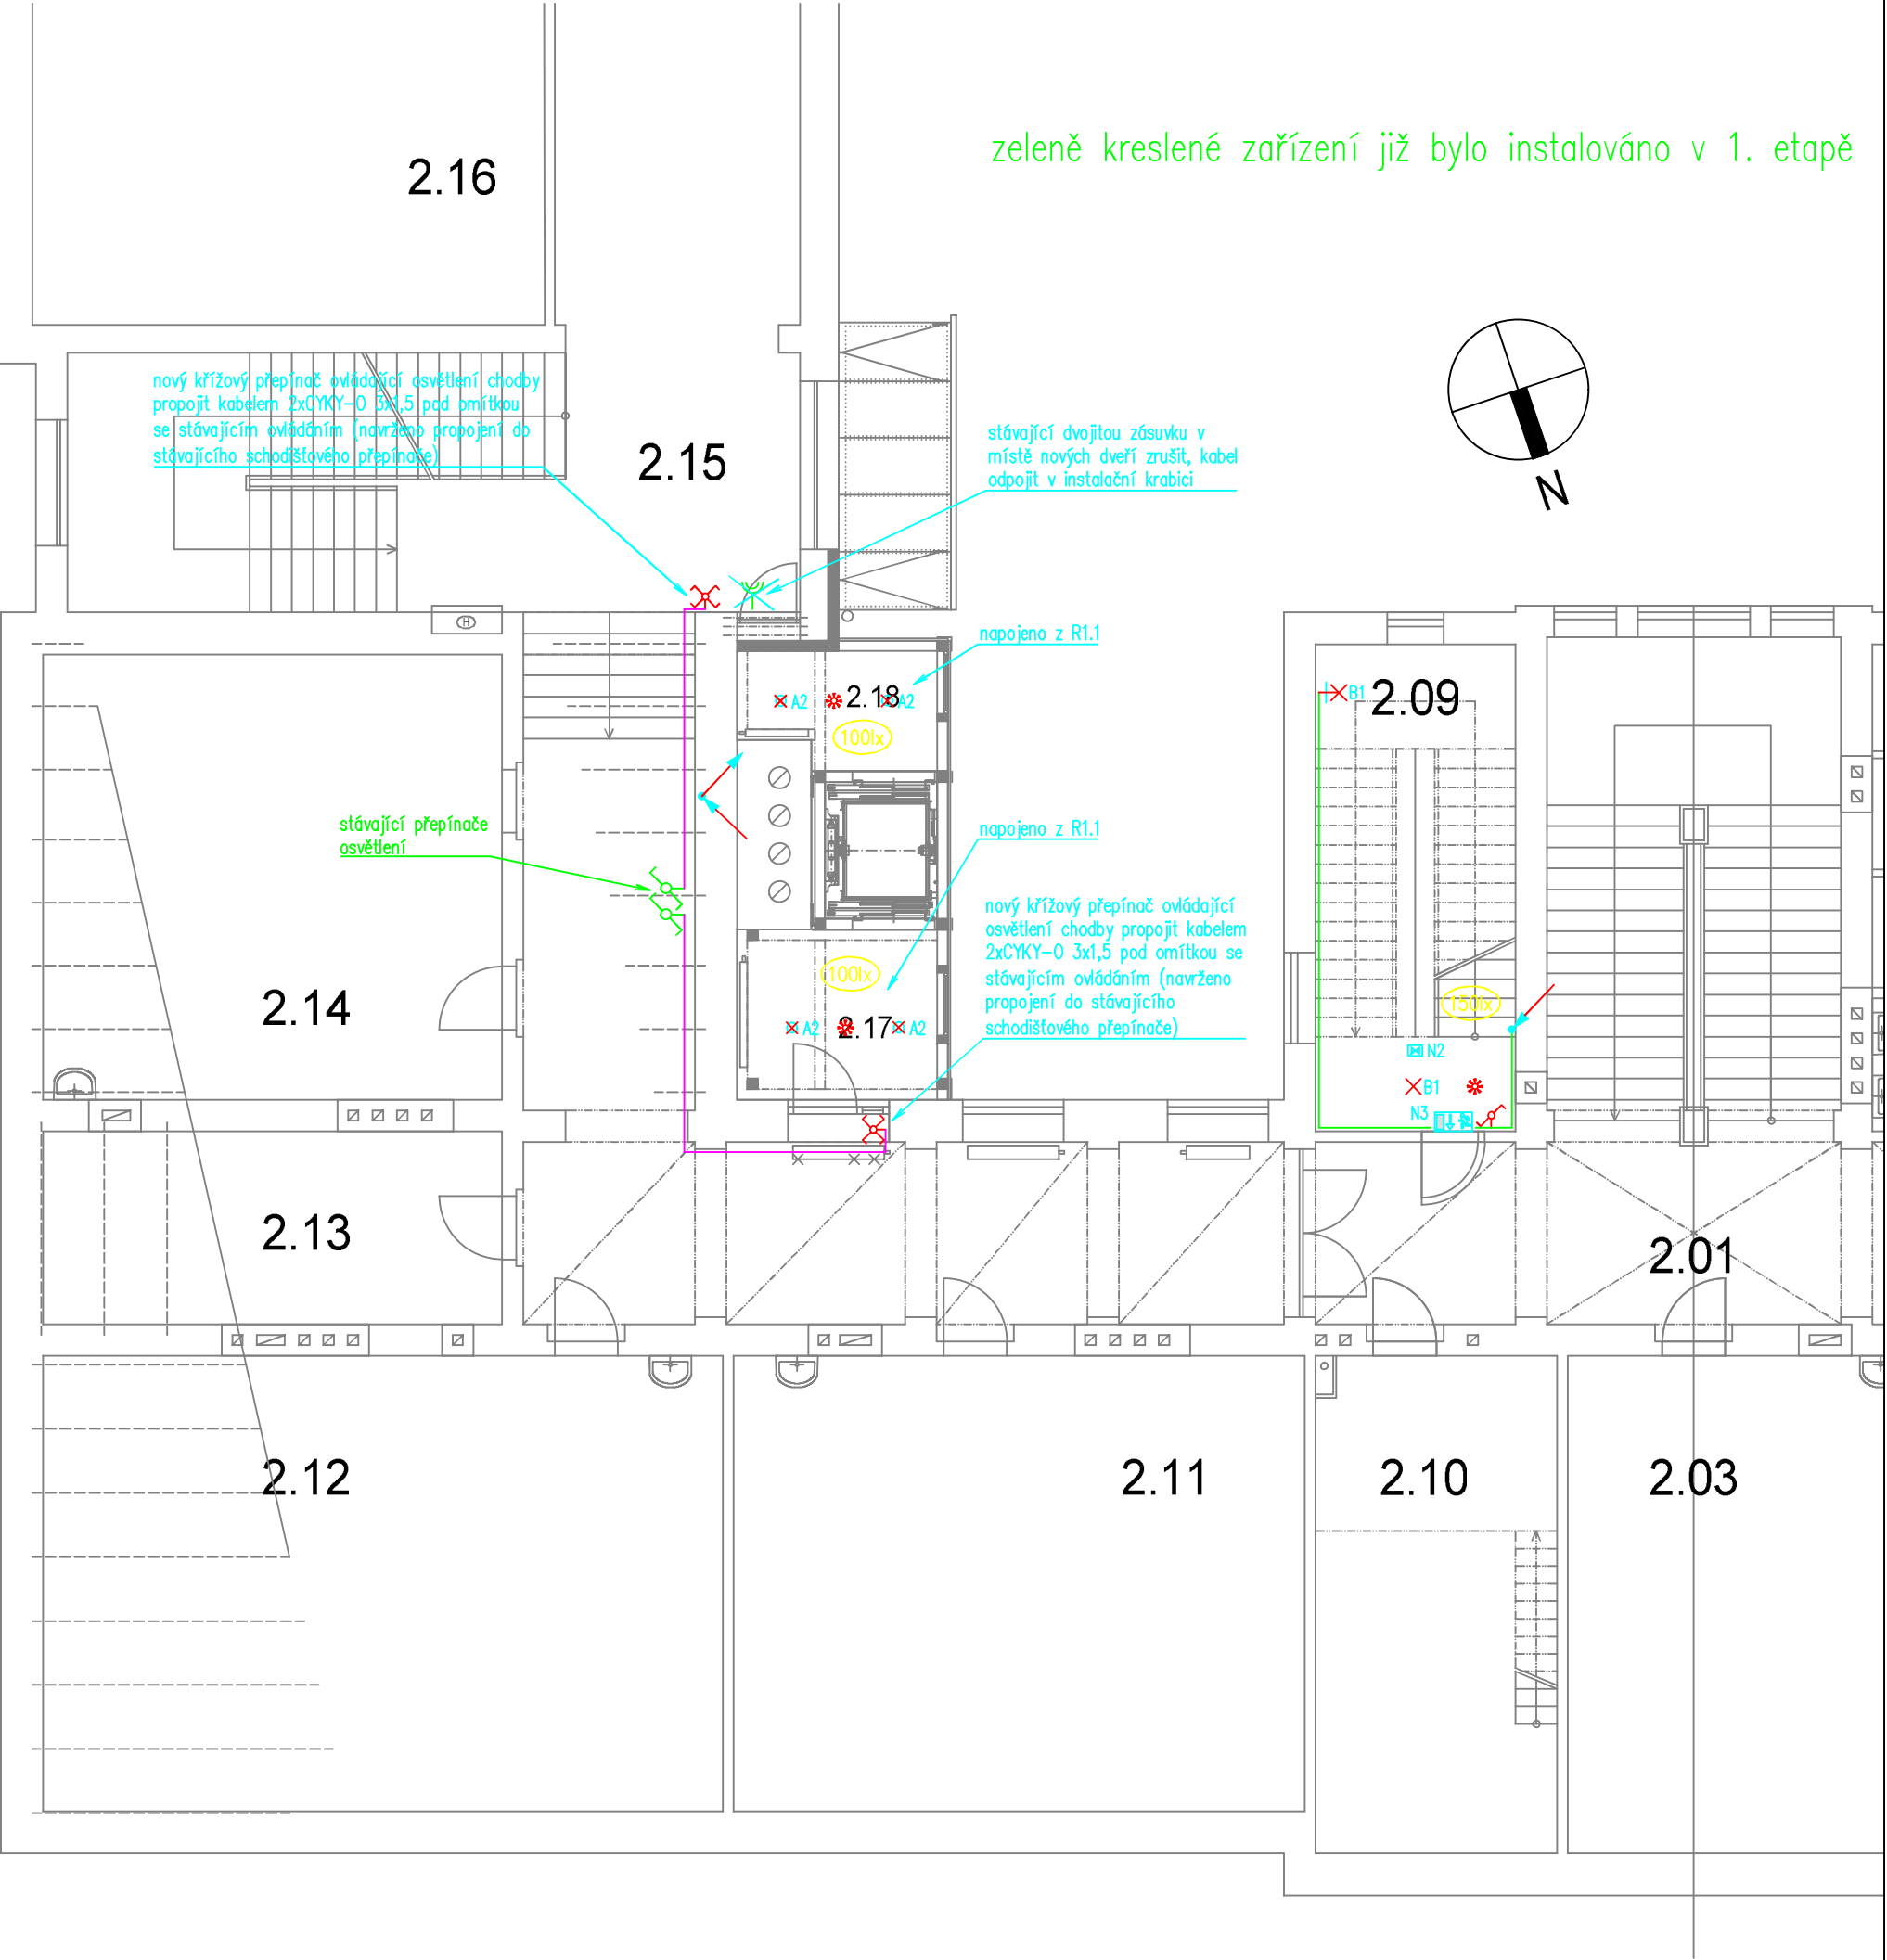 zeleně kreslené zařízení již bylo instalováno v 1. etapě
2.16
nový křížový přepínač ovládající osvětlení chodby
propojit kabelem 2xCYKY-O 3x1,5 pod omítkou
se stávajícím ovládáním (navrženo propojení do
stávajícího schodišťového přepínače)
2.15
stávající dvojitou zásuvku v
místě nových dveří zrušit, kabel
odpojit v instalační krabici
N
H
napojeno z R1.1
A2
2.18
A2
100lx
B1
2.09
stávající přepínače
osvětlení
napojeno z R1.1
nový křížový přepínač ovládající
osvětlení chodby propojit kabelem
2xCYKY-O 3x1,5 pod omítkou se
stávajícím ovládáním (navrženo
propojení do stávajícího
schodišťového přepínače)
100lx
150lx
2.14
A2
2.17
A2
N2
B1
N3
2.13
2.01
2.12
2.11
2.10
2.03